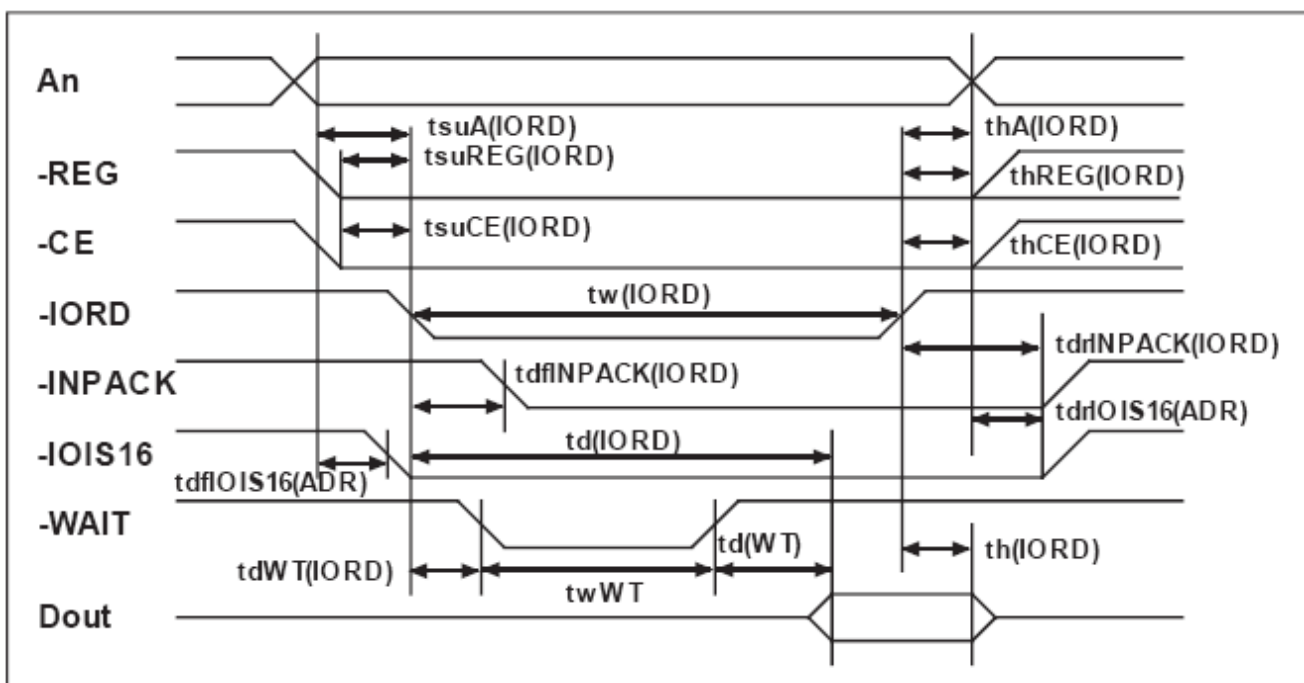 An
tsuA(IORD)
thA(IORD)
tsuREG(IORD)
-REG
thREG(IORD)
tsuCE(IORD)
-CE
thCE(IORD)
tw(IORD)
-IORD
tdrINPACK(IORD)
tdfINPACK(IORD)
-INPACK
tdrIOIS16(ADR)
td(IORD)
-IOIS16
tdfIOIS16(ADR)
-WAIT
td(WT)
th(IORD)
tdWT(IORD)
twWT
Dout